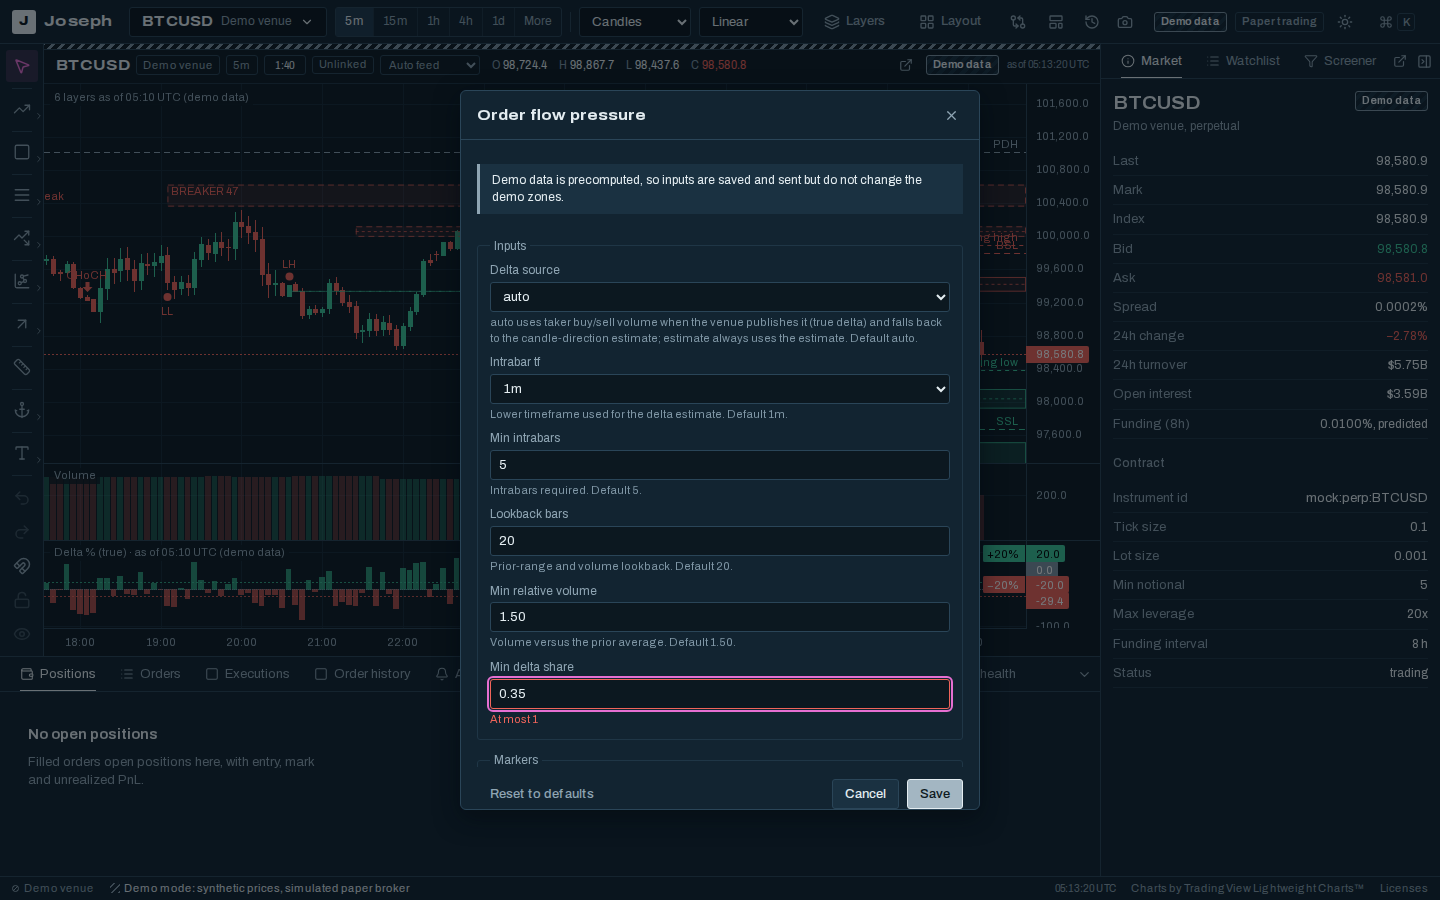 J Joseph BTCUSD Demo venue 5m 15m 1h 4h 1d More Candles Linear Layers Layout Demo data Paper trading ⌘ K
BTCUSD Demo venue 5m 1:40 Unlinked Auto feed O 98,724.4 H 98,867.7 L 98,437.6 C 98,580.8 Demo data as of 05:13:20 UTC
Market Watchlist Screener
6 layers as of 05:10 UTC (demo data)
BTCUSD Demo data
Demo venue, perpetual
Last 98,580.9
Mark 98,580.9
Index 98,580.9
Bid 98,580.8
Ask 98,581.0
Spread 0.0002%
24h change −2.78%
24h turnover $5.75B
Open interest $3.59B
Funding (8h) 0.0100%, predicted
Contract
Instrument id mock:perp:BTCUSD
Tick size 0.1
Lot size 0.001
Min notional 5
Max leverage 20x
Funding interval 8 h
Status trading
101,600.0
101,200.0
100,800.0
100,400.0
100,000.0
99,600.0
99,200.0
98,800.0
98,580.8
98,400.0
98,000.0
97,600.0
PDH
BREAKER 47
eak
CHoCH
LL
LH
ng high
BSL
ng low
SSL
Volume
200.0
Delta % (true) · as of 05:10 UTC (demo data)
+20% 20.0
0.0
−20% -20.0
-29.4
-100.0
18:00 19:00 20:00 21:00 22:00
Order flow pressure
Demo data is precomputed, so inputs are saved and sent but do not change the
demo zones.
Inputs
Delta source
auto
auto uses taker buy/sell volume when the venue publishes it (true delta) and falls back
to the candle-direction estimate; estimate always uses the estimate. Default auto.
Intrabar tf
1m
Lower timeframe used for the delta estimate. Default 1m.
Min intrabars
5
Intrabars required. Default 5.
Lookback bars
20
Prior-range and volume lookback. Default 20.
Min relative volume
1.50
Volume versus the prior average. Default 1.50.
Min delta share
0.35
At most 1
Markers
Reset to defaults Cancel Save
Positions Orders Executions Order history health
No open positions
Filled orders open positions here, with entry, mark
and unrealized PnL.
Demo venue Demo mode: synthetic prices, simulated paper broker 05:13:20 UTC Charts by TradingView Lightweight Charts™ Licenses